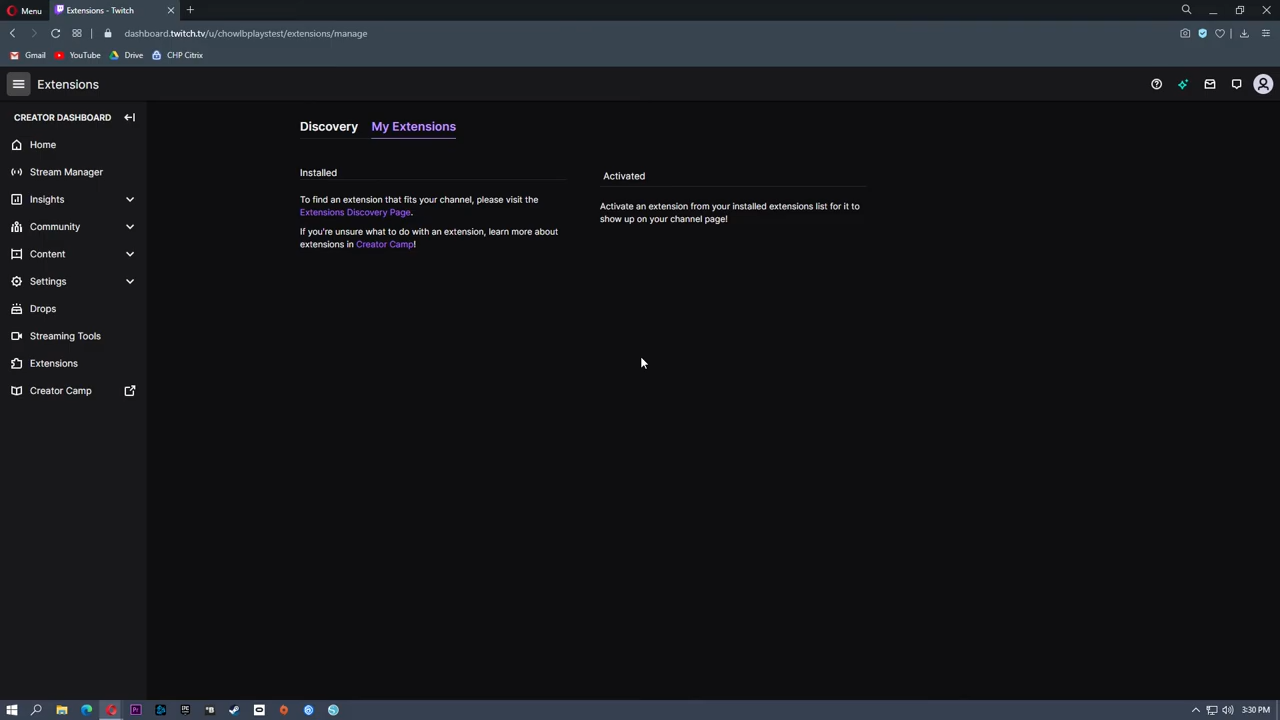 Menu
Extensions - Twitch
dashboard.twitch.tv/u/chowlbplaystest/extensions/manage
Gmail
YouTube
Drive
CHP Citrix
Extensions
CREATOR DASHBOARD
Home
Stream Manager
Insights
Community
Content
Settings
Drops
Streaming Tools
Extensions
Creator Camp
Discovery
My Extensions
Installed
To find an extension that fits your channel, please visit the
Extensions Discovery Page.
If you're unsure what to do with an extension, learn more about
extensions in Creator Camp!
Activated
Activate an extension from your installed extensions list for it to
show up on your channel page!
3:30 PM